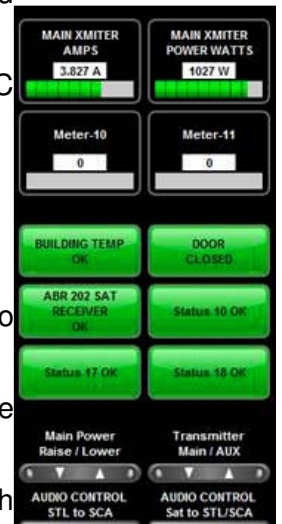 MAIN XMITER MAIN XMITER
AMPS POWER WATTS
3.827 A 1027 W
Meter-10 Meter-11
0 0
BUILDING TEMP DOOR
OK CLOSED
ABR 202 SAT
RECEIVER Status 10 OK
OK
Status 17 OK Status 18 OK
Main Power Transmitter
Raise / Lower Main / AUX
AUDIO CONTROL AUDIO CONTROL
STL to SCA Sat to STL/SCA